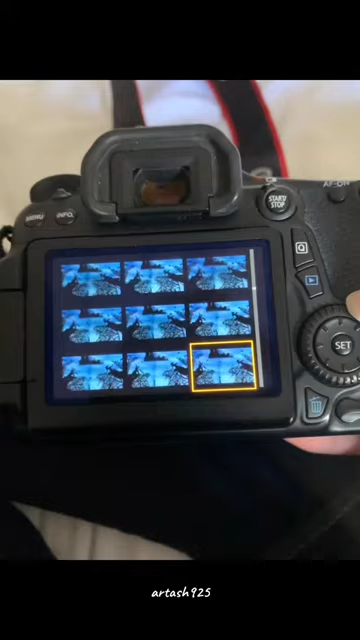 MENU
INFO.
START/
STOP
AF-ON
Q
SET
artash925